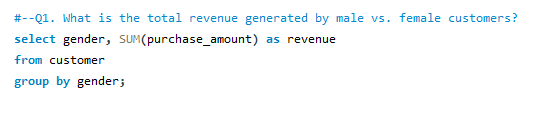 #--Q1. What is the total revenue generated by male vs. female customers?
select gender, SUM(purchase_amount) as revenue
from customer
group by gender;